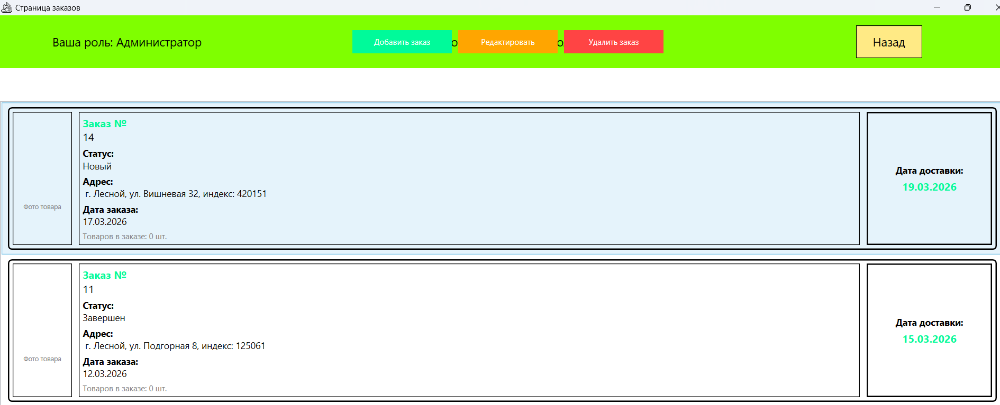 Страница заказов
Ваша роль: Администратор
Добавить заказ
Редактировать
Удалить заказ
Назад
Заказ №
14
Статус:
Новый
Адрес:
г. Лесной, ул. Вишневая 32, индекс: 420151
Дата заказа:
17.03.2026
Товаров в заказе: 0 шт.
Фото товара
Дата доставки:
19.03.2026
Заказ №
11
Статус:
Завершен
Адрес:
г. Лесной, ул. Подгорная 8, индекс: 125061
Дата заказа:
12.03.2026
Товаров в заказе: 0 шт.
Фото товара
Дата доставки:
15.03.2026